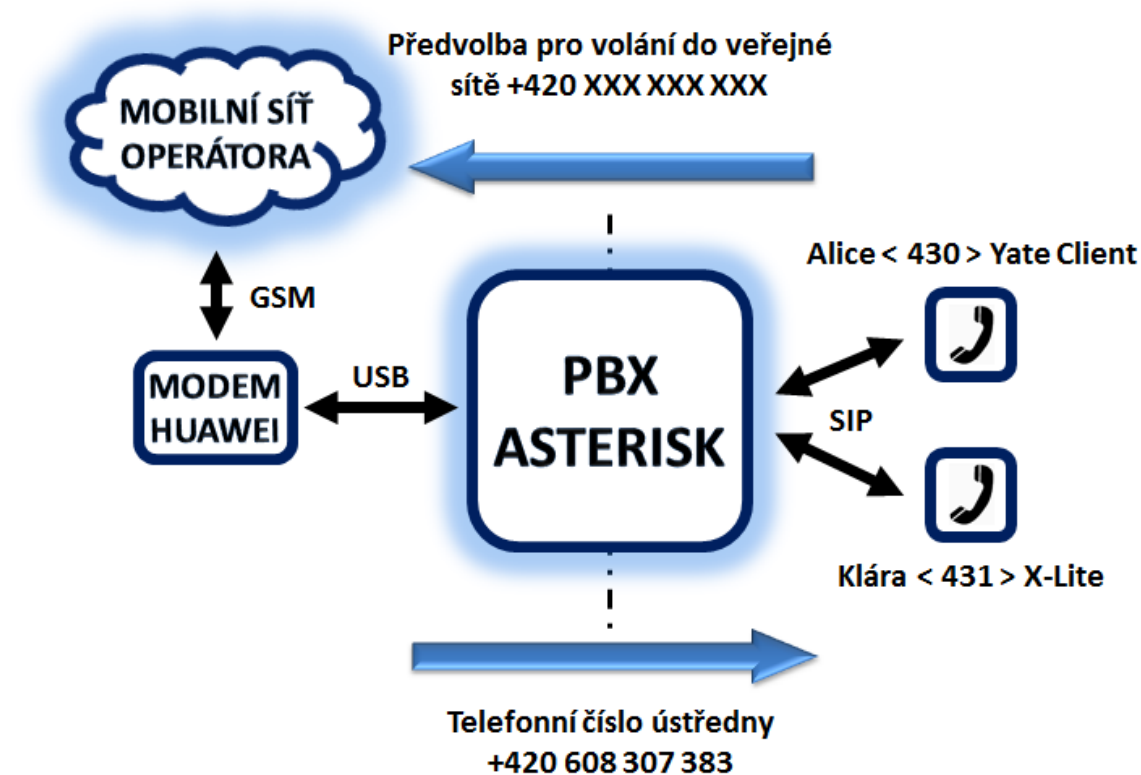 Předvolba pro volání do veřejné
sítě +420 XXX XXX XXX
MOBILNÍ SÍŤ
OPERÁTORA
Alice < 430 > Yate Client
GSM
MODEM
HUAWEI
USB
PBX
ASTERISK
SIP
Klára < 431 > X-Lite
Telefonní číslo ústředny
+420 608 307 383